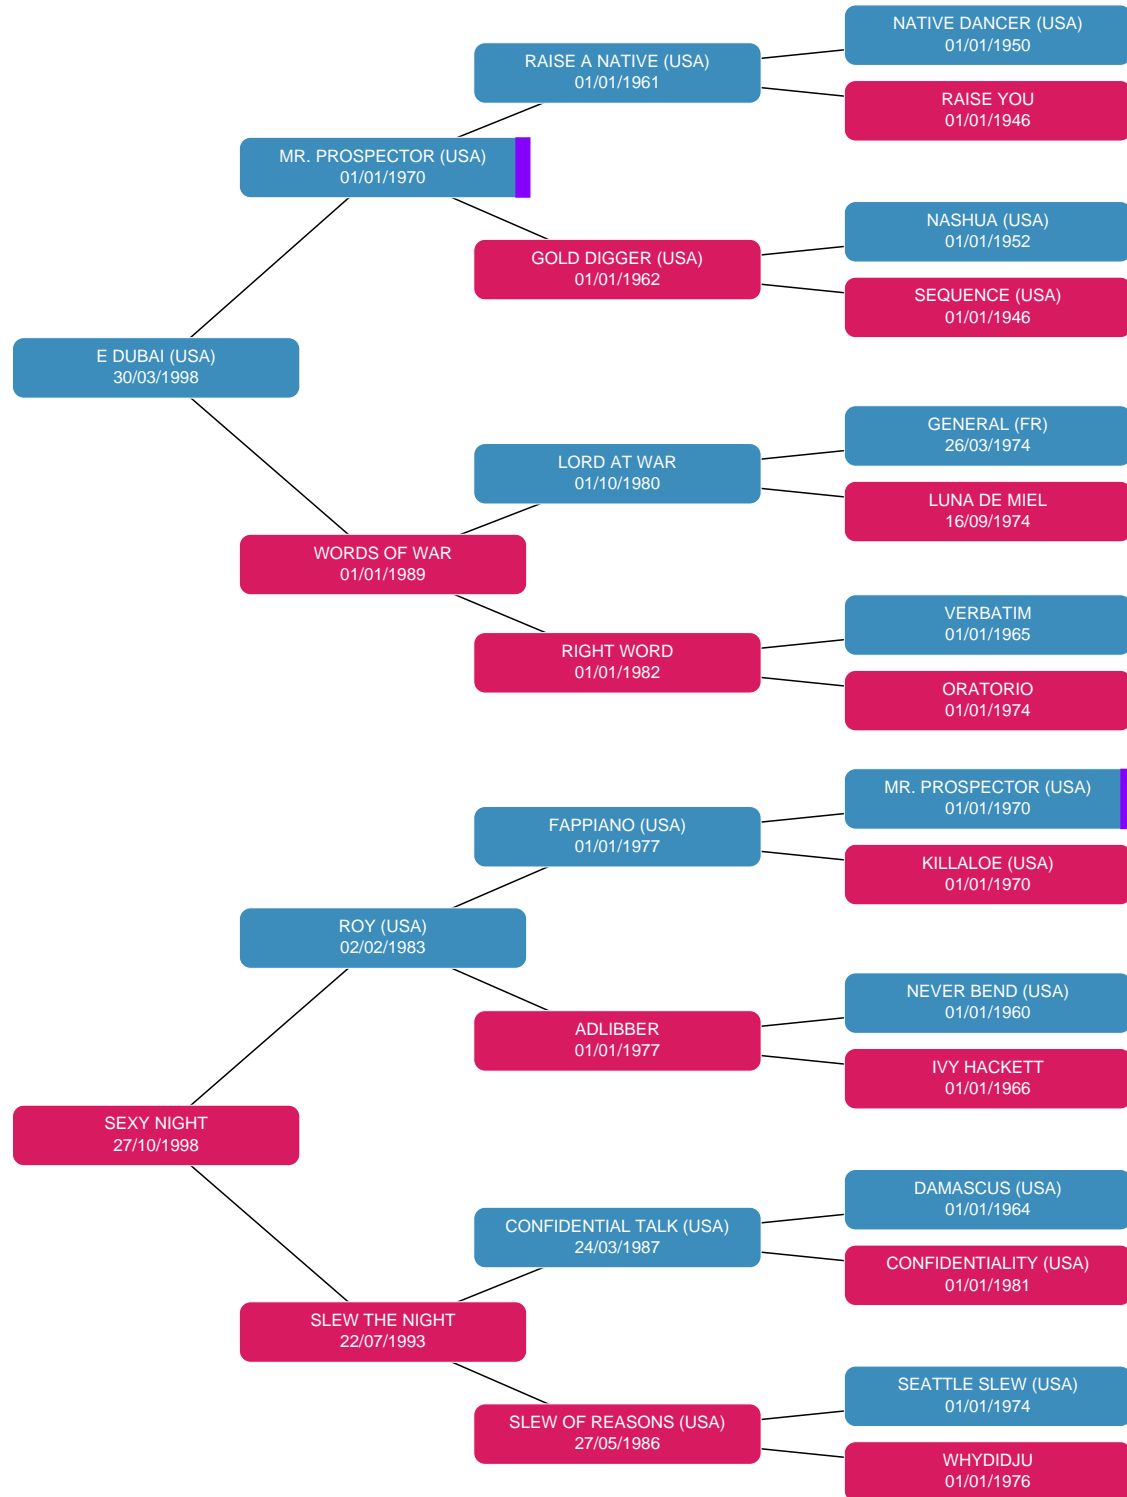 NATIVE DANCER (USA)
01/01/1950
RAISE A NATIVE (USA)
01/01/1961
RAISE YOU
01/01/1946
MR. PROSPECTOR (USA)
01/01/1970
NASHUA (USA)
01/01/1952
GOLD DIGGER (USA)
01/01/1962
SEQUENCE (USA)
01/01/1946
E DUBAI (USA)
30/03/1998
GENERAL (FR)
26/03/1974
LORD AT WAR
01/10/1980
LUNA DE MIEL
16/09/1974
WORDS OF WAR
01/01/1989
VERBATIM
01/01/1965
RIGHT WORD
01/01/1982
ORATORIO
01/01/1974
MR. PROSPECTOR (USA)
01/01/1970
FAPPIANO (USA)
01/01/1977
KILLALOE (USA)
01/01/1970
ROY (USA)
02/02/1983
NEVER BEND (USA)
01/01/1960
ADLIBBER
01/01/1977
IVY HACKETT
01/01/1966
SEXY NIGHT
27/10/1998
DAMASCUS (USA)
01/01/1964
CONFIDENTIAL TALK (USA)
24/03/1987
CONFIDENTIALITY (USA)
01/01/1981
SLEW THE NIGHT
22/07/1993
SEATTLE SLEW (USA)
01/01/1974
SLEW OF REASONS (USA)
27/05/1986
WHYDIDJU
01/01/1976